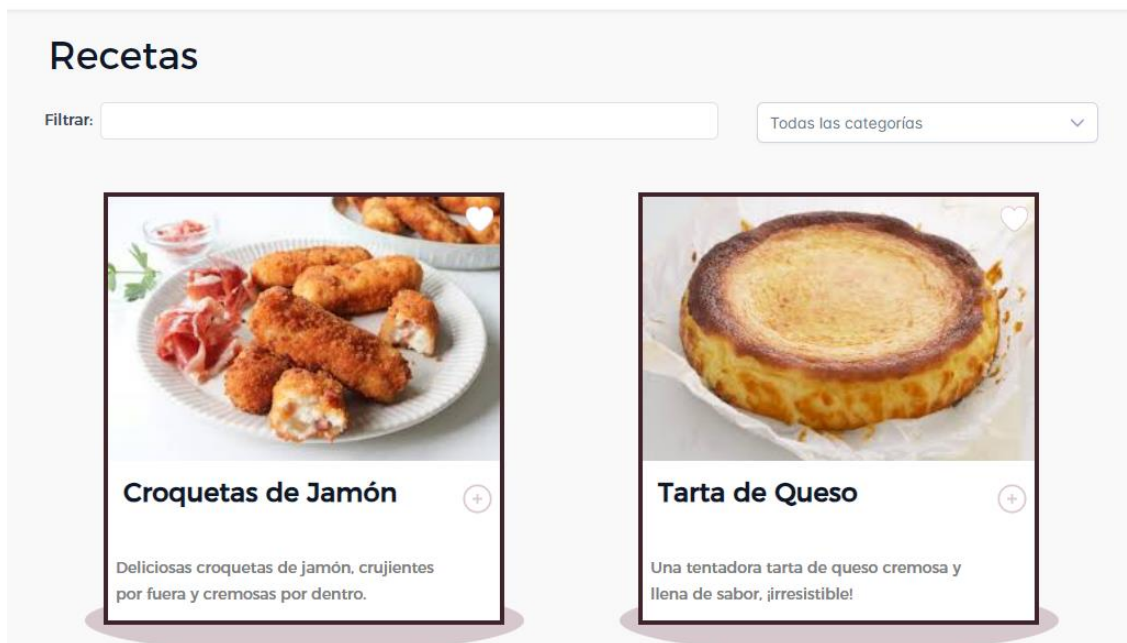 Recetas
Filtrar:
Todas las categorías
Croquetas de Jamón
Deliciosas croquetas de jamón, crujientes
por fuera y cremosas por dentro.
Tarta de Queso
Una tentadora tarta de queso cremosa y
llena de sabor, ¡irresistible!